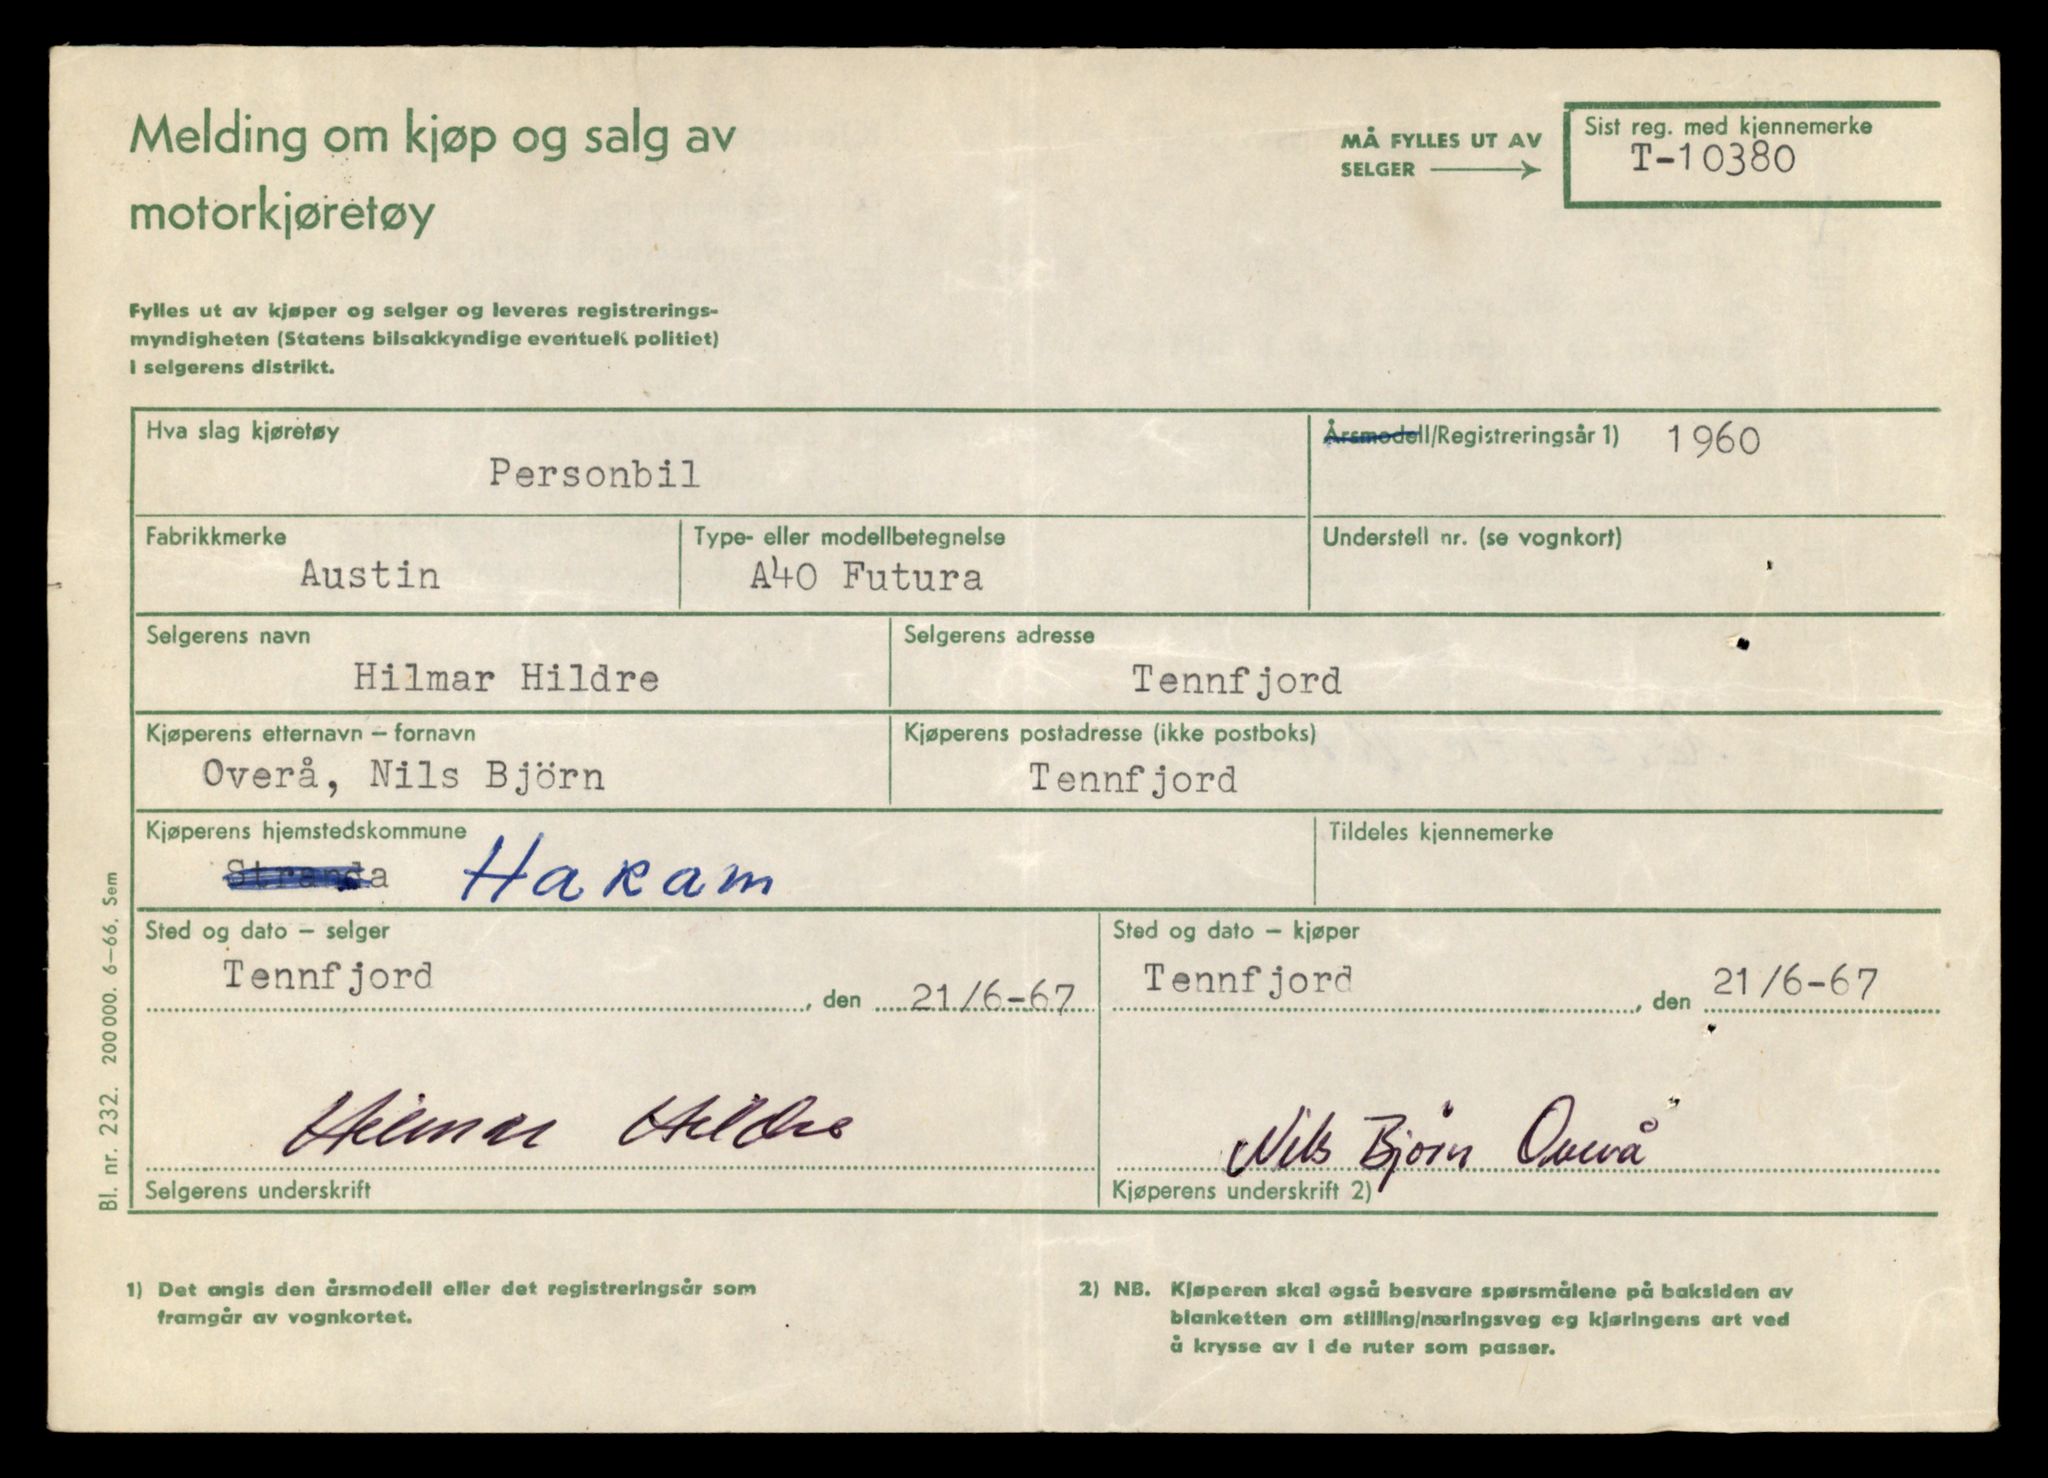 Melding om kjøp og salg av
motorkjøretøy
MÅ FYLLES UT AV
SELGER
Sist reg. med kjennemerke
T-10380
Fylles ut av kjøper og selger og leveres registrerings-
myndigheten (Statens bilsakkyndige eventuelt politiet)
i selgerens distrikt.
Hva slag kjøretøy
Personbil
Årsmodell/Registreringsår 1) 1960
Fabrikkmerke
Austin
Type- eller modellbetegnelse
A40 Futura
Understell nr. (se vognkort)
Selgerens navn
Hilmar Hildre
Selgerens adresse
Tennfjord
Kjøperens etternavn – fornavn
Overå, Nils Björn
Kjøperens postadresse (ikke postboks)
Tennfjord
Kjøperens hjemstedskommune
Stranda Hakam
Tildeles kjennemerke
Sted og dato – selger
Tennfjord, den 21/6-67
Sted og dato – kjøper
Tennfjord, den 21/6-67
Hilmar Hildre
Selgerens underskrift
Nils Bjørn Overå
Kjøperens underskrift 2)
Bl. nr. 232. 200 000. 6–66. Sem
1) Det angis den årsmodell eller det registreringsår som
framgår av vognkortet.
2) NB. Kjøperen skal også besvare spørsmålene på baksiden av
blanketten om stilling/næringsveg og kjøringens art ved
å krysse av i de ruter som passer.